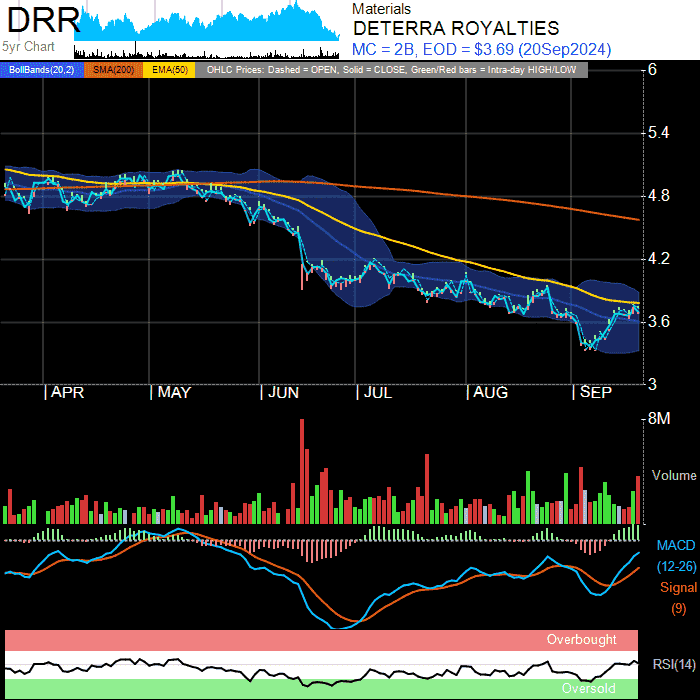 DRR
5yr Chart
Materials
DETERRA ROYALTIES
MC = 2B, EOD = $3.69 (20Sep2024)
BollBands(20,2) SMA(200) EMA(50) OHLC Prices: Dashed = OPEN, Solid = CLOSE, Green/Red bars = Intra-day HIGH/LOW
6
5.4
4.8
4.2
3.6
3
APR MAY JUN JUL AUG SEP
8M
Volume
MACD
(12-26)
Signal
(9)
Overbought
RSI(14)
Oversold